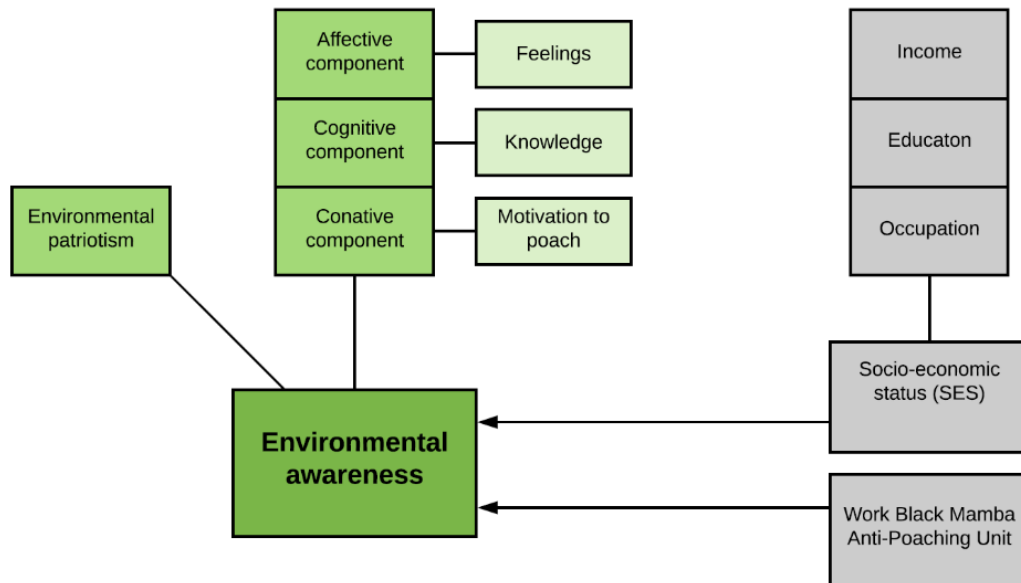 Affective
component
Feelings
Income
Cognitive
component
Knowledge
Educaton
Environmental
patriotism
Conative
component
Motivation to
poach
Occupation
Socio-economic
status (SES)
Environmental
awareness
Work Black Mamba
Anti-Poaching Unit